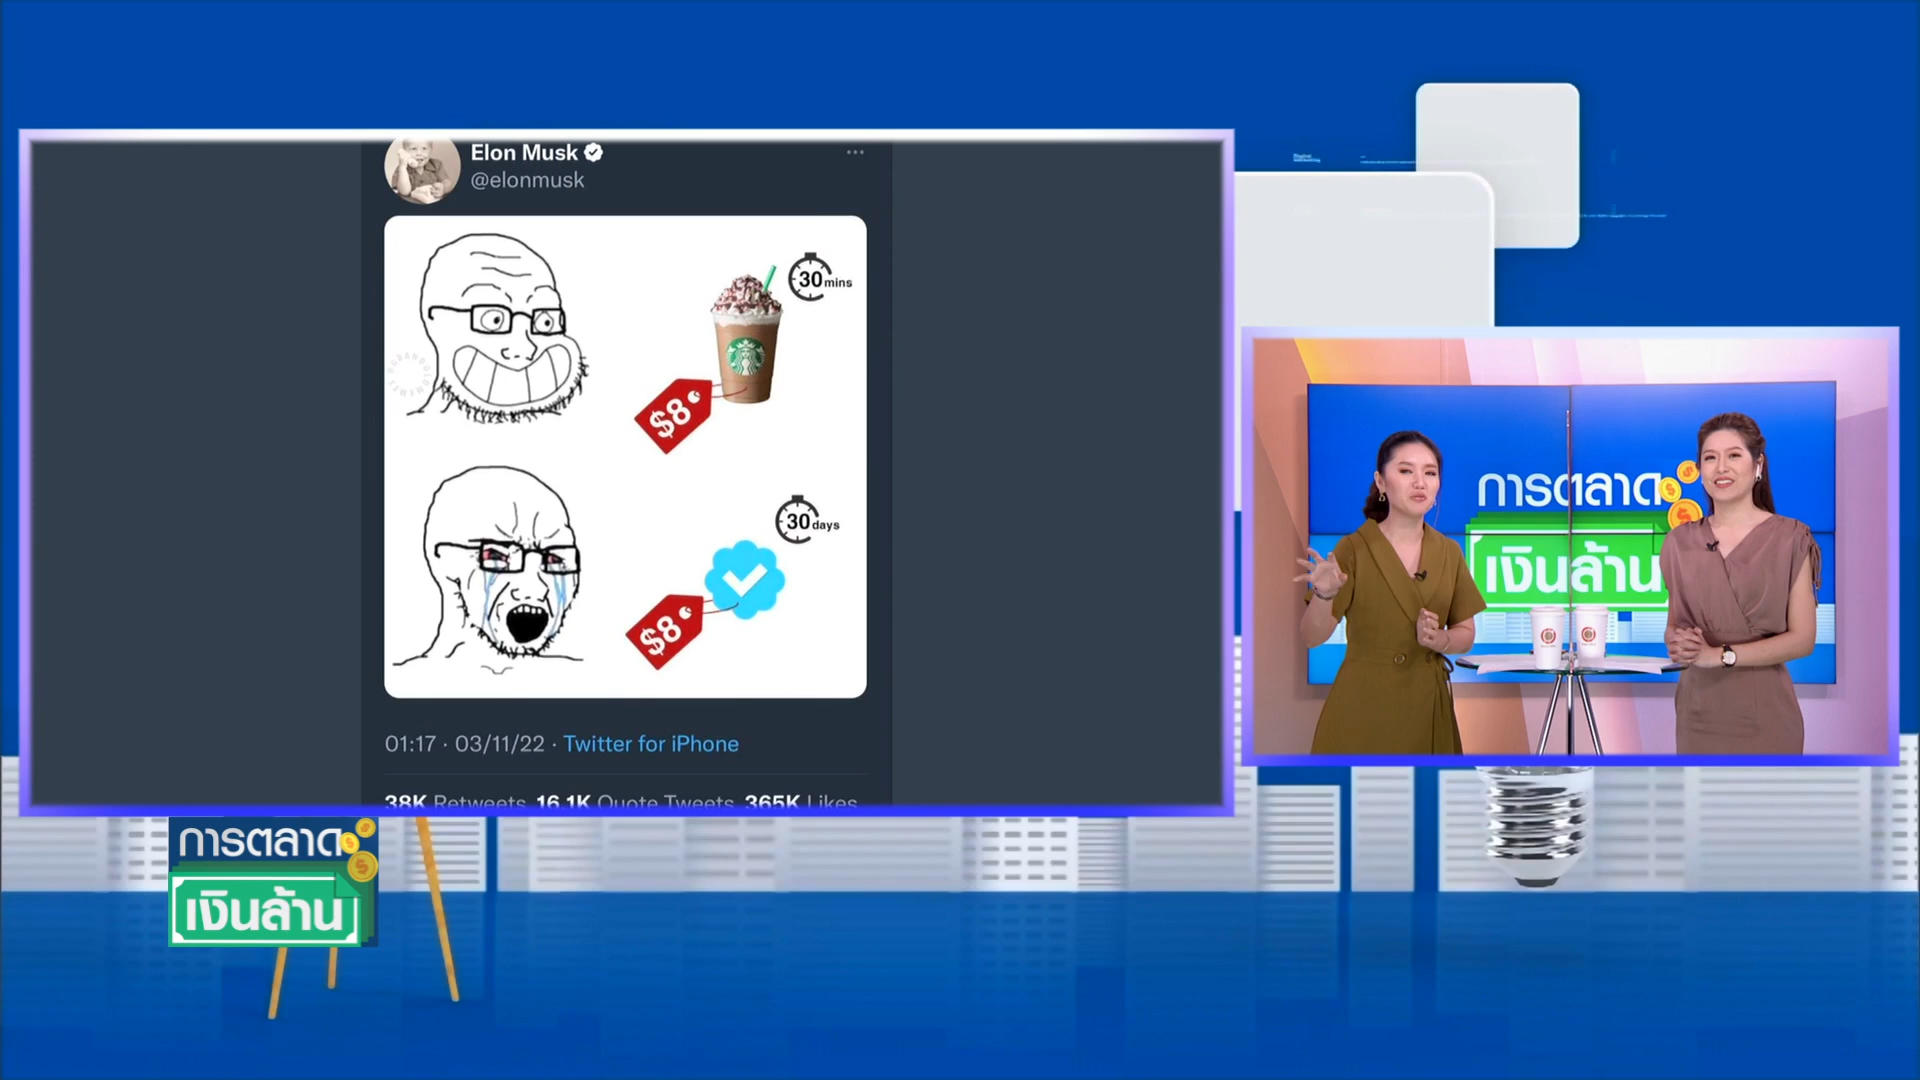 Elon Musk
@elonmusk
30 mins
$8
30 days
$8
01:17 · 03/11/22 · Twitter for iPhone
38K Retweets 16.1K Quote Tweets 365K Likes
การตลาด
เงินล้าน
การตลาด
เงินล้าน